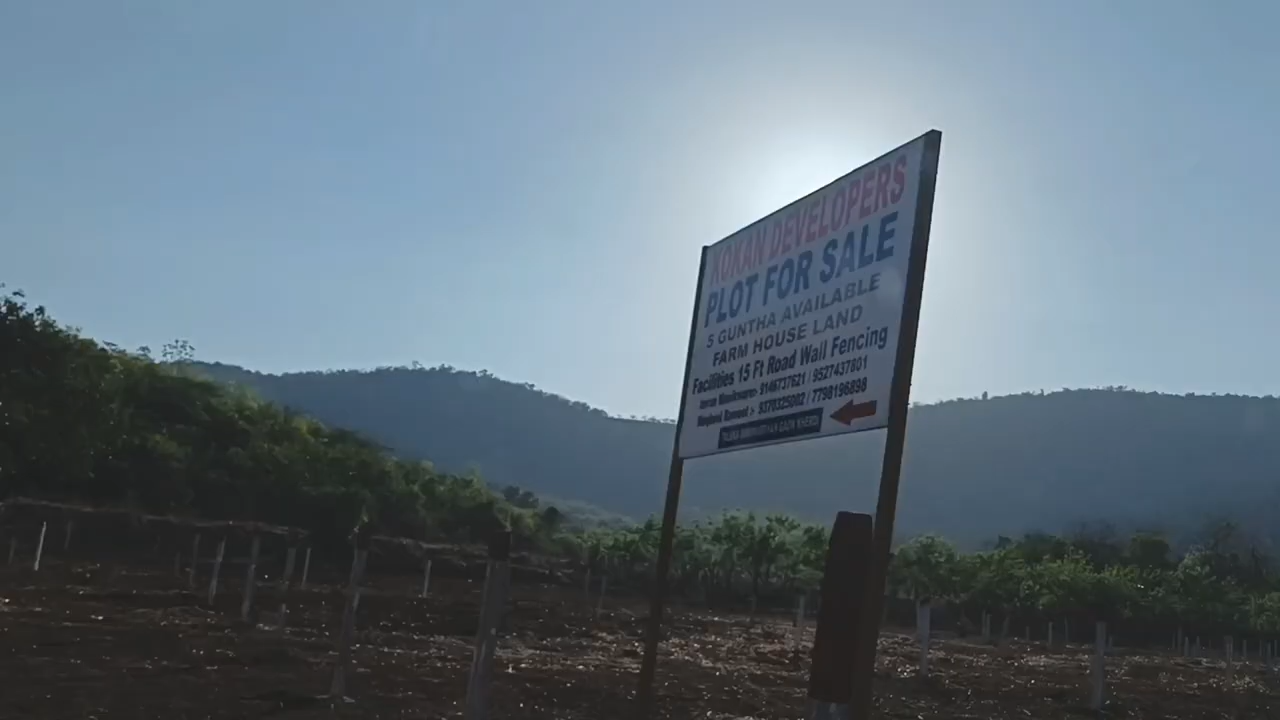 KOKAN DEVELOPERS
PLOT FOR SALE
5 GUNTHA AVAILABLE
FARM HOUSE LAND
Facilities 15 Ft Road Wall Fencing
9146737621 / 9527437801
9370325002 / 7798196898